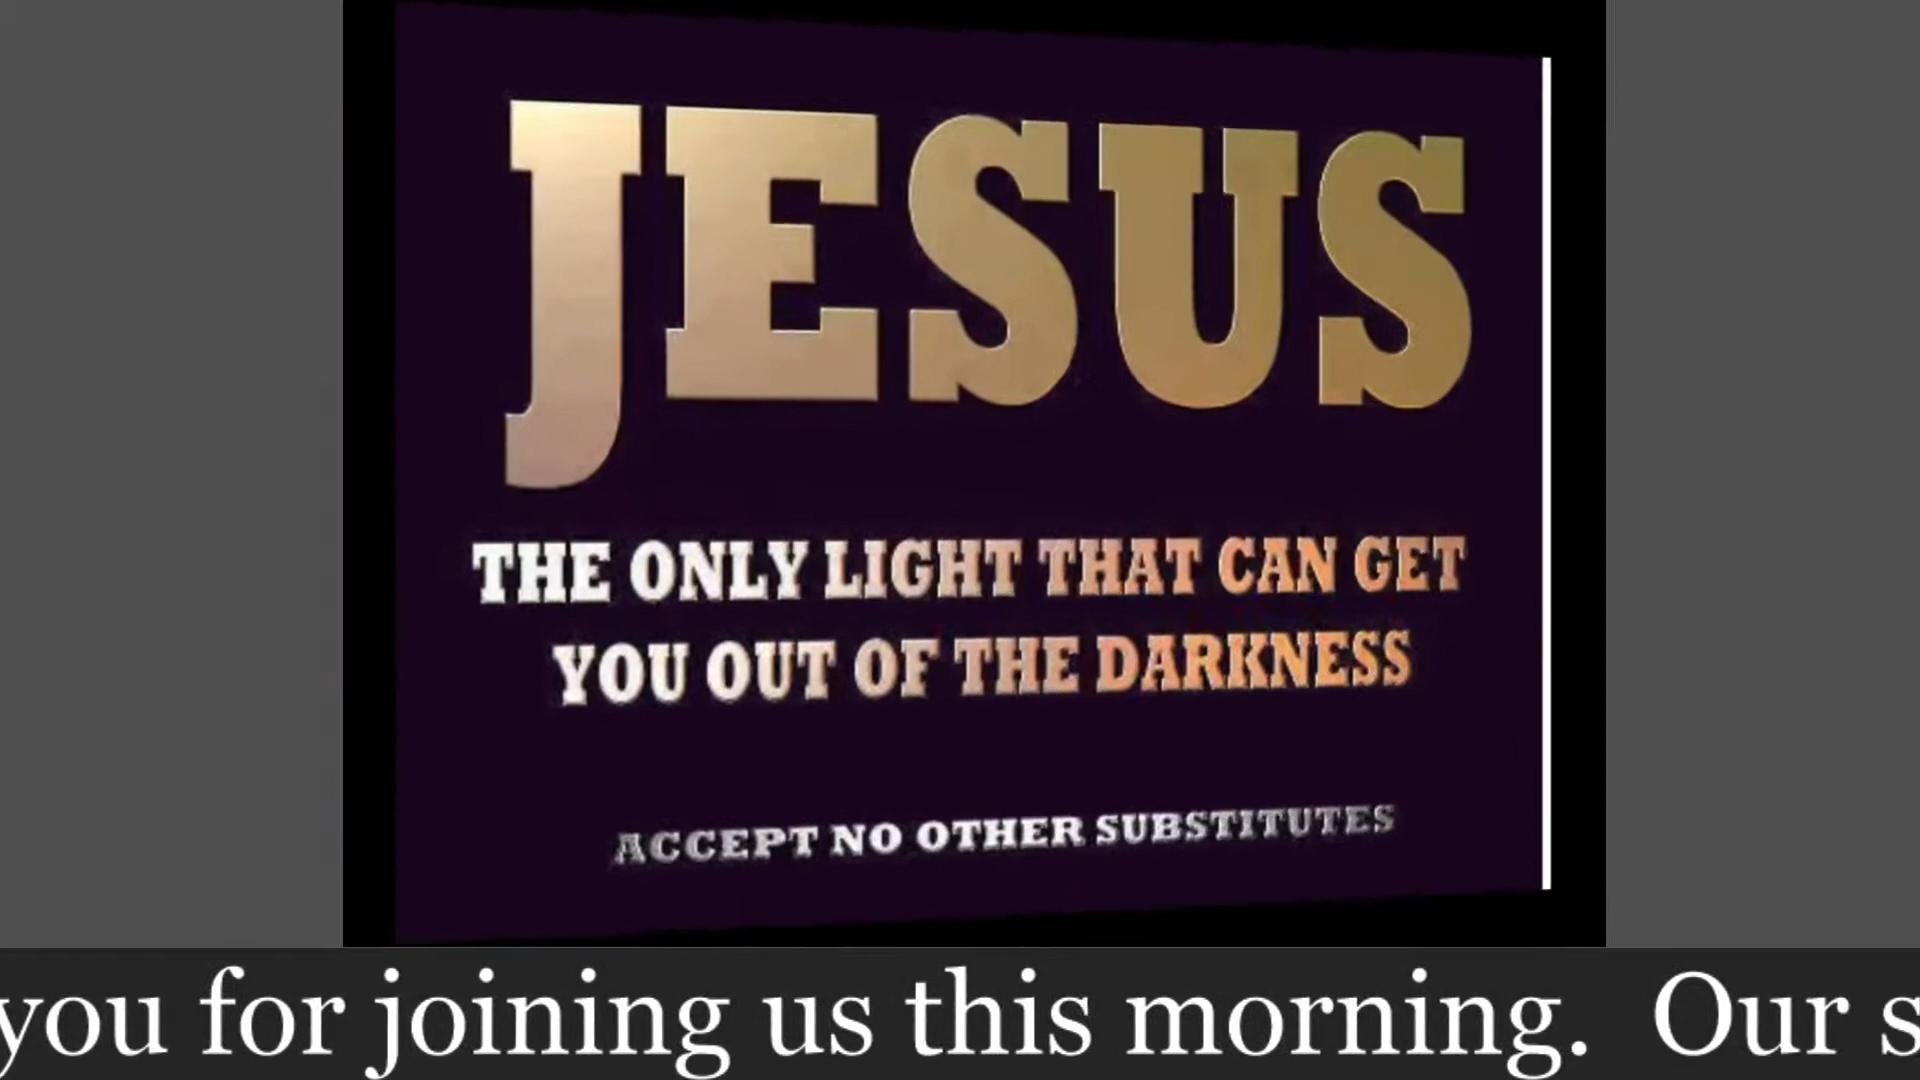 JESUS
THE ONLY LIGHT THAT CAN GET
YOU OUT OF THE DARKNESS
ACCEPT NO OTHER SUBSTITUTES
you for joining us this morning. Our s